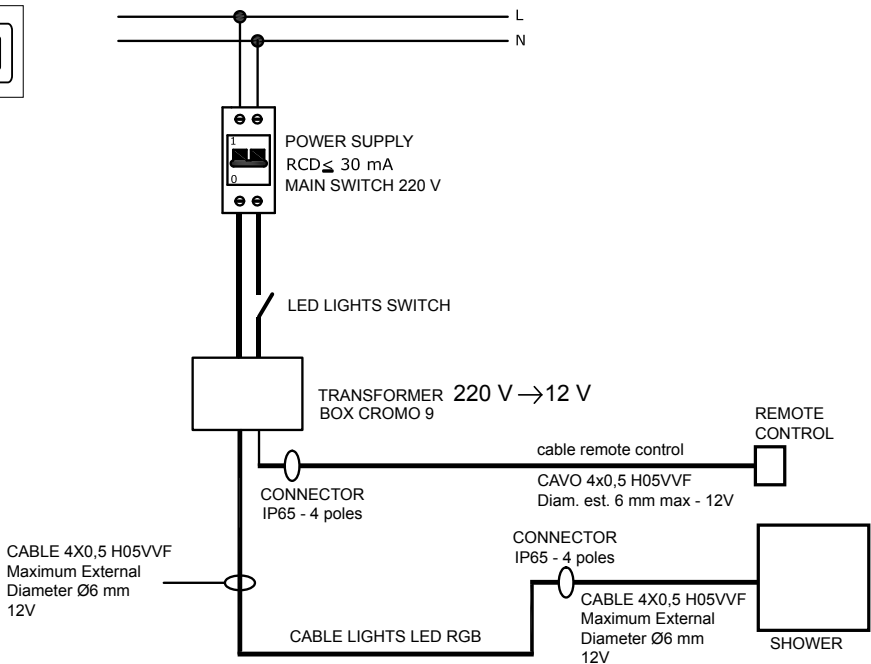 L
N
1
0
POWER SUPPLY
RCD≤ 30 mA
MAIN SWITCH 220 V
LED LIGHTS SWITCH
TRANSFORMER 220 V →12 V
BOX CROMO 9
REMOTE
CONTROL
cable remote control
CAVO 4x0,5 H05VVF
Diam. est. 6 mm max - 12V
CONNECTOR
IP65 - 4 poles
CONNECTOR
IP65 - 4 poles
CABLE 4X0,5 H05VVF
Maximum External
Diameter Ø6 mm
12V
CABLE 4X0,5 H05VVF
Maximum External
Diameter Ø6 mm
12V
CABLE LIGHTS LED RGB
SHOWER